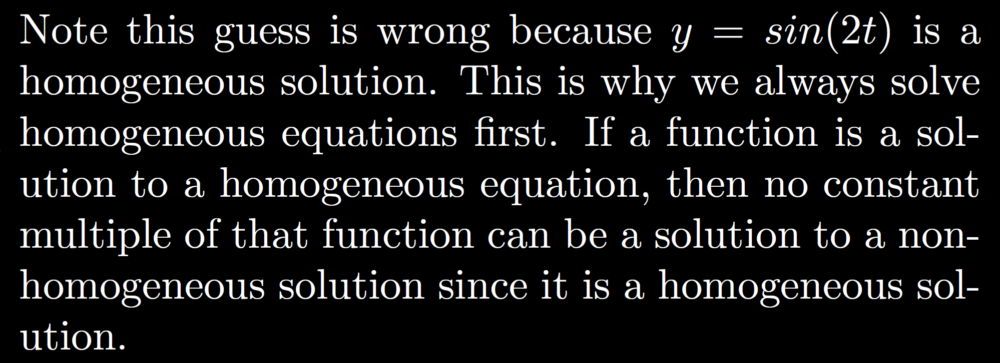 Note this guess is wrong because y = sin(2t) is a
homogeneous solution. This is why we always solve
homogeneous equations first. If a function is a sol-
ution to a homogeneous equation, then no constant
multiple of that function can be a solution to a non-
homogeneous solution since it is a homogeneous sol-
ution.